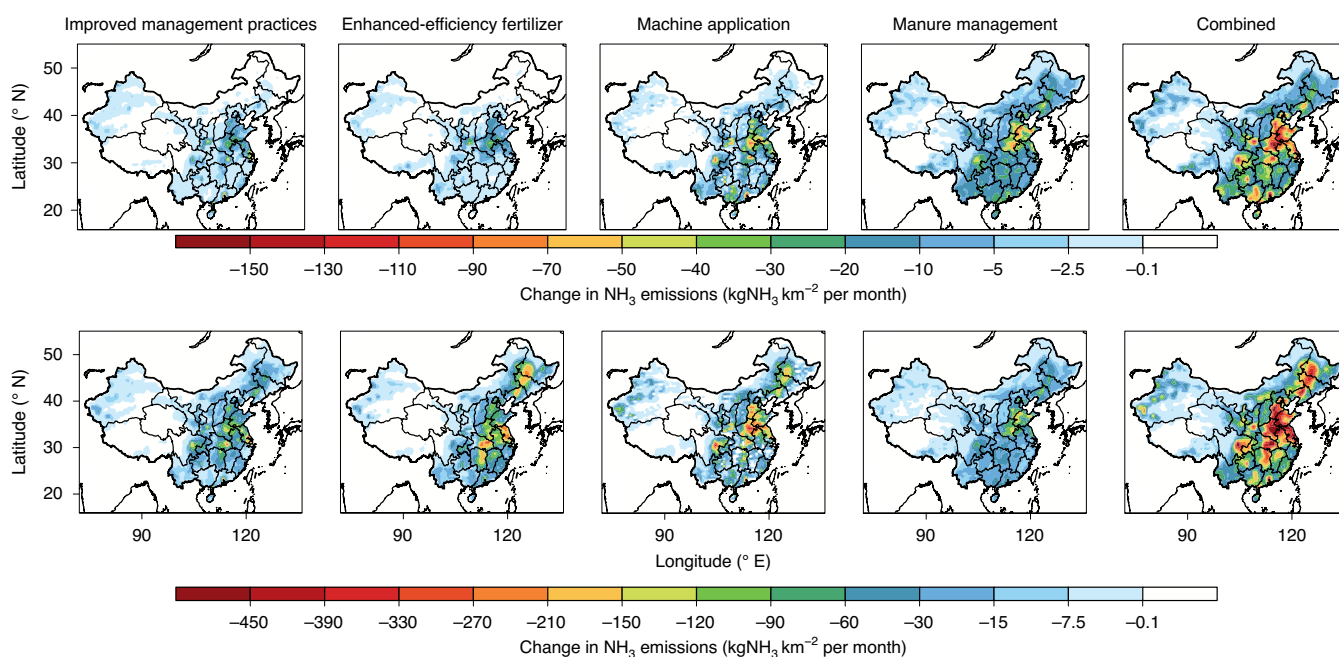 Improved management practices Enhanced-efficiency fertilizer Machine application Manure management Combined
Latitude (° N)
50
40
30
20
−150 −130 −110 −90 −70 −50 −40 −30 −20 −10 −5 −2.5 −0.1
Change in NH₃ emissions (kgNH₃ km⁻² per month)
Latitude (° N)
50
40
30
20
90 120 90 120 90 120 90 120 90 120
Longitude (° E)
−450 −390 −330 −270 −210 −150 −120 −90 −60 −30 −15 −7.5 −0.1
Change in NH₃ emissions (kgNH₃ km⁻² per month)